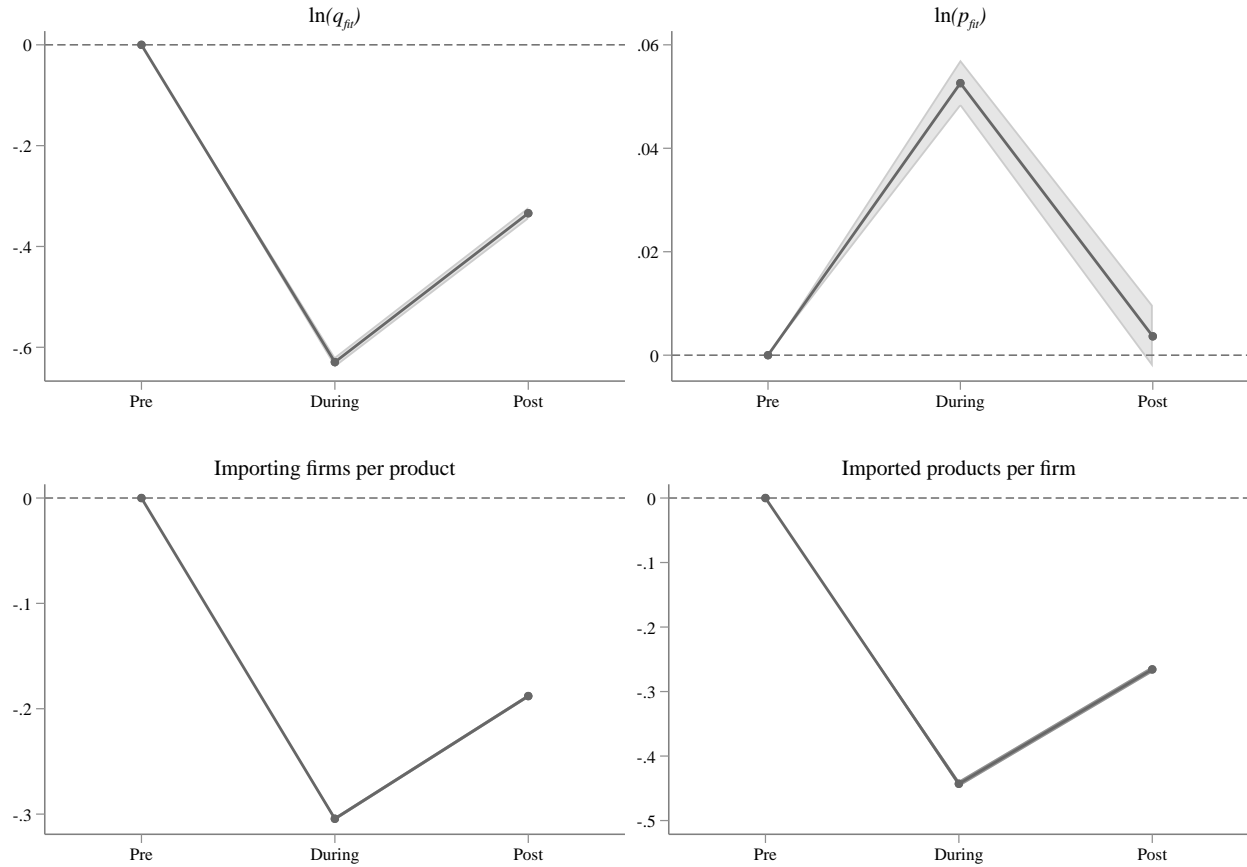 ln(q_fit)
0
-.2
-.4
-.6
Pre During Post
ln(p_fit)
.06
.04
.02
0
Pre During Post
Importing firms per product
0
-.1
-.2
-.3
Pre During Post
Imported products per firm
0
-.1
-.2
-.3
-.4
-.5
Pre During Post